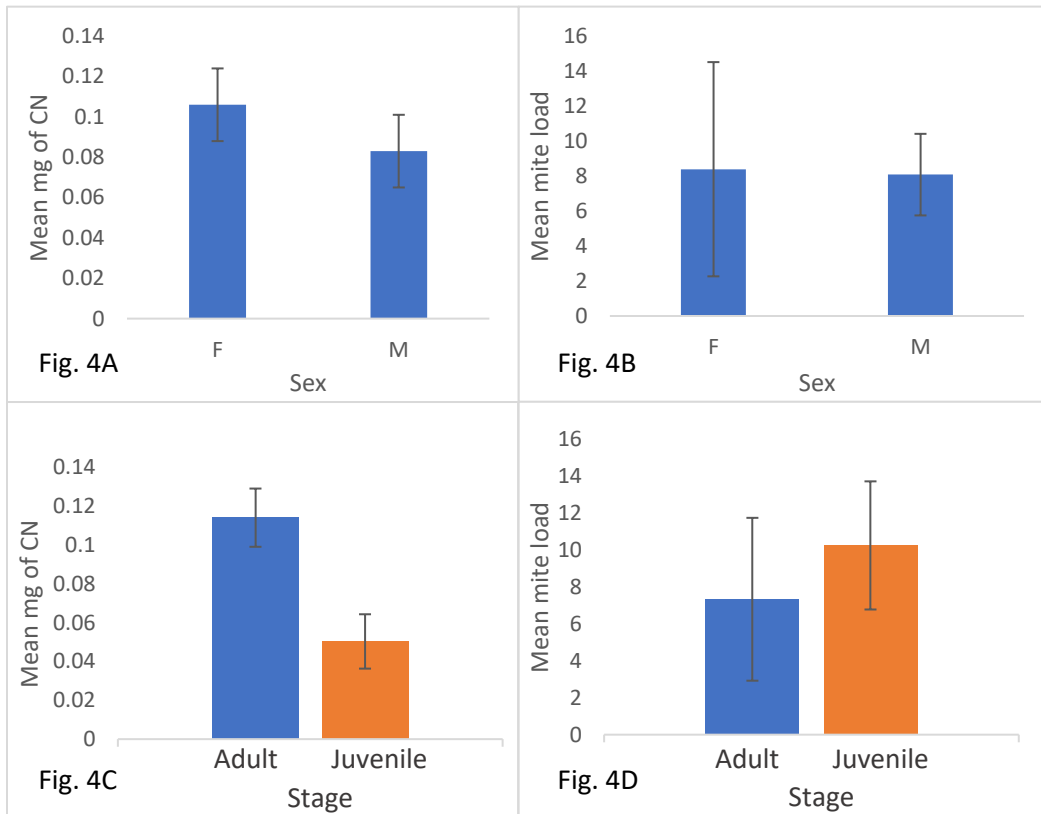 Mean mg of CN
0.14
0.12
0.1
0.08
0.06
0.04
0.02
0
F
M
Sex
Fig. 4A
Mean mite load
16
14
12
10
8
6
4
2
0
F
M
Sex
Fig. 4B
Mean mg of CN
0.14
0.12
0.1
0.08
0.06
0.04
0.02
0
Adult
Juvenile
Stage
Fig. 4C
Mean mite load
16
14
12
10
8
6
4
2
0
Adult
Juvenile
Stage
Fig. 4D